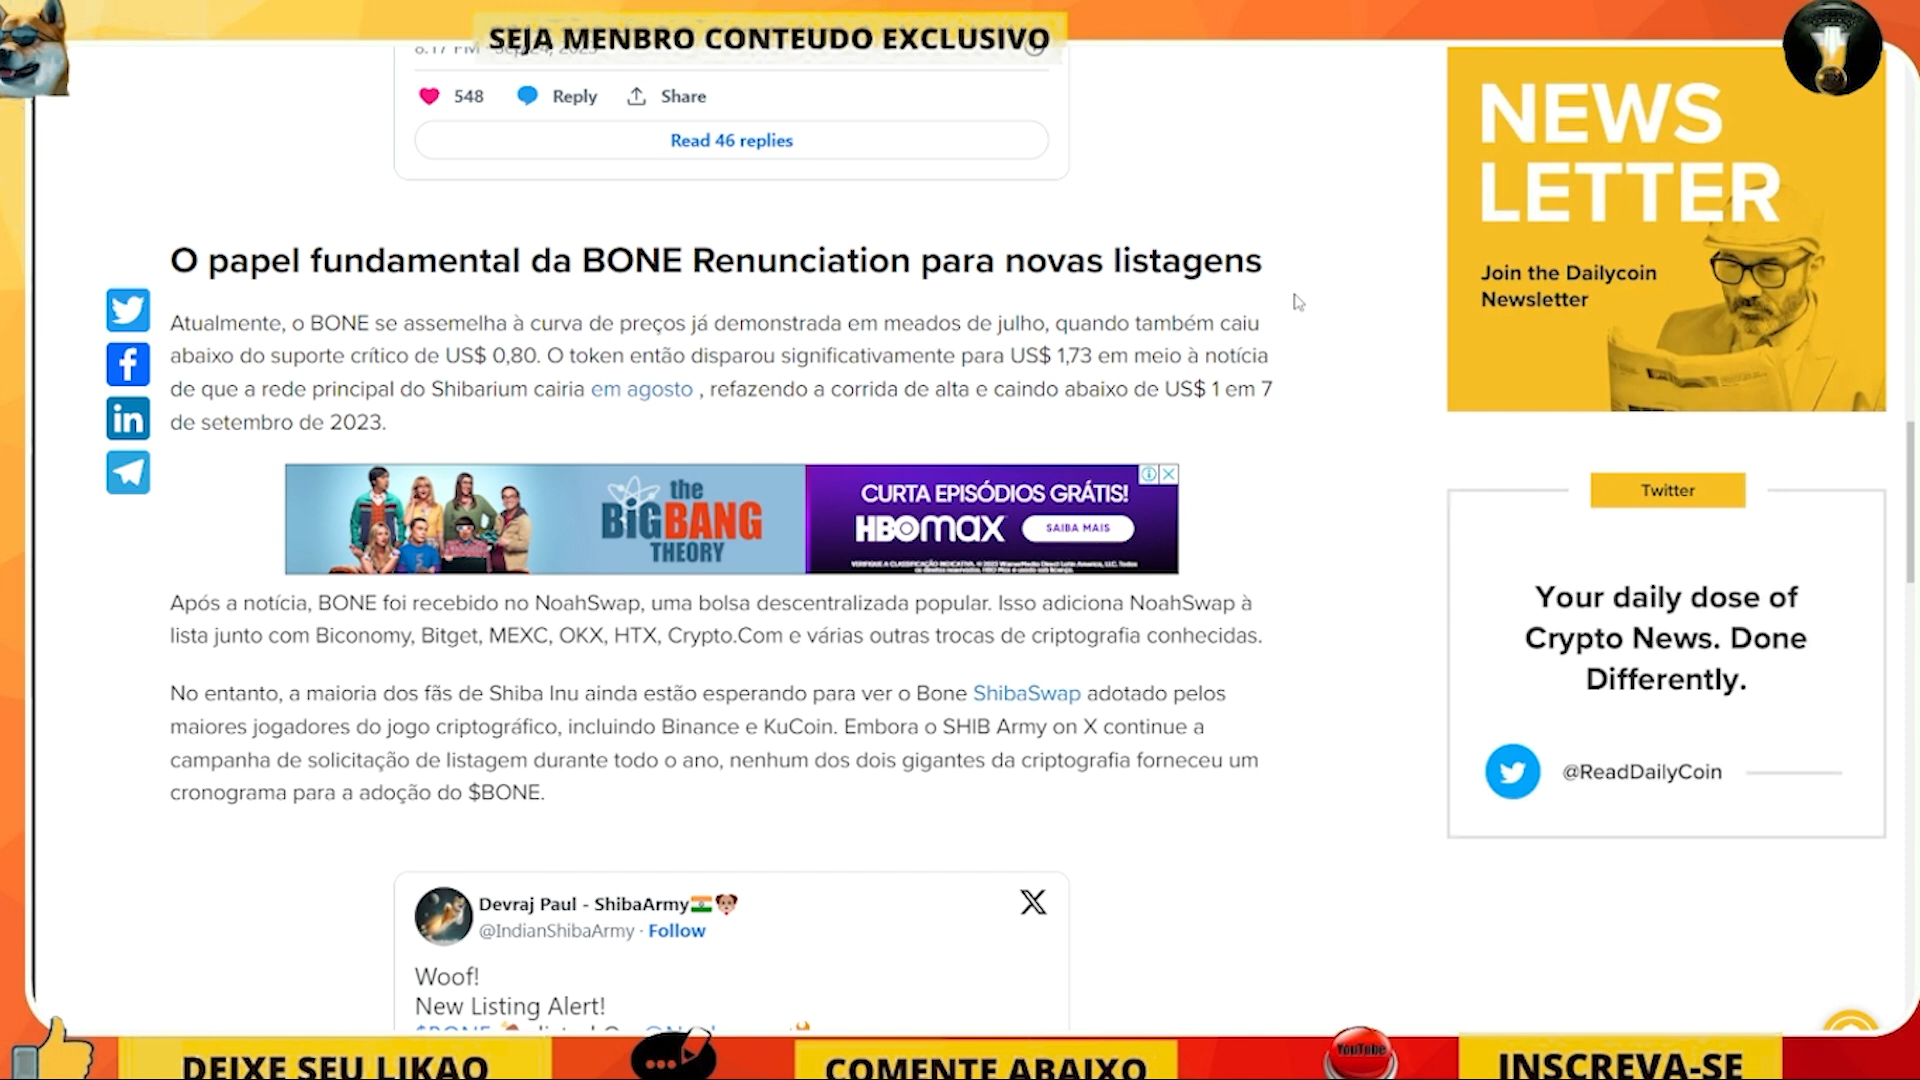 SEJA MENBRO CONTEUDO EXCLUSIVO
548 Reply Share
Read 46 replies
O papel fundamental da BONE Renunciation para novas listagens
Atualmente, o BONE se assemelha à curva de preços já demonstrada em meados de julho, quando também caiu
abaixo do suporte crítico de US$ 0,80. O token então disparou significativamente para US$ 1,73 em meio à notícia
de que a rede principal do Shibarium cairia em agosto , refazendo a corrida de alta e caindo abaixo de US$ 1 em 7
de setembro de 2023.
the
BIGBANG
THEORY
CURTA EPISÓDIOS GRÁTIS!
HBOmax SAIBA MAIS
Após a notícia, BONE foi recebido no NoahSwap, uma bolsa descentralizada popular. Isso adiciona NoahSwap à
lista junto com Biconomy, Bitget, MEXC, OKX, HTX, Crypto.Com e várias outras trocas de criptografia conhecidas.
No entanto, a maioria dos fãs de Shiba Inu ainda estão esperando para ver o Bone ShibaSwap adotado pelos
maiores jogadores do jogo criptográfico, incluindo Binance e KuCoin. Embora o SHIB Army on X continue a
campanha de solicitação de listagem durante todo o ano, nenhum dos dois gigantes da criptografia forneceu um
cronograma para a adoção do $BONE.
Devraj Paul - ShibaArmy
@IndianShibaArmy · Follow
Woof!
New Listing Alert!
NEWS
LETTER
Join the Dailycoin
Newsletter
Twitter
Your daily dose of
Crypto News. Done
Differently.
@ReadDailyCoin
DEIXE SEU LIKAO
COMENTE ABAIXO
YouTube
INSCREVA-SE